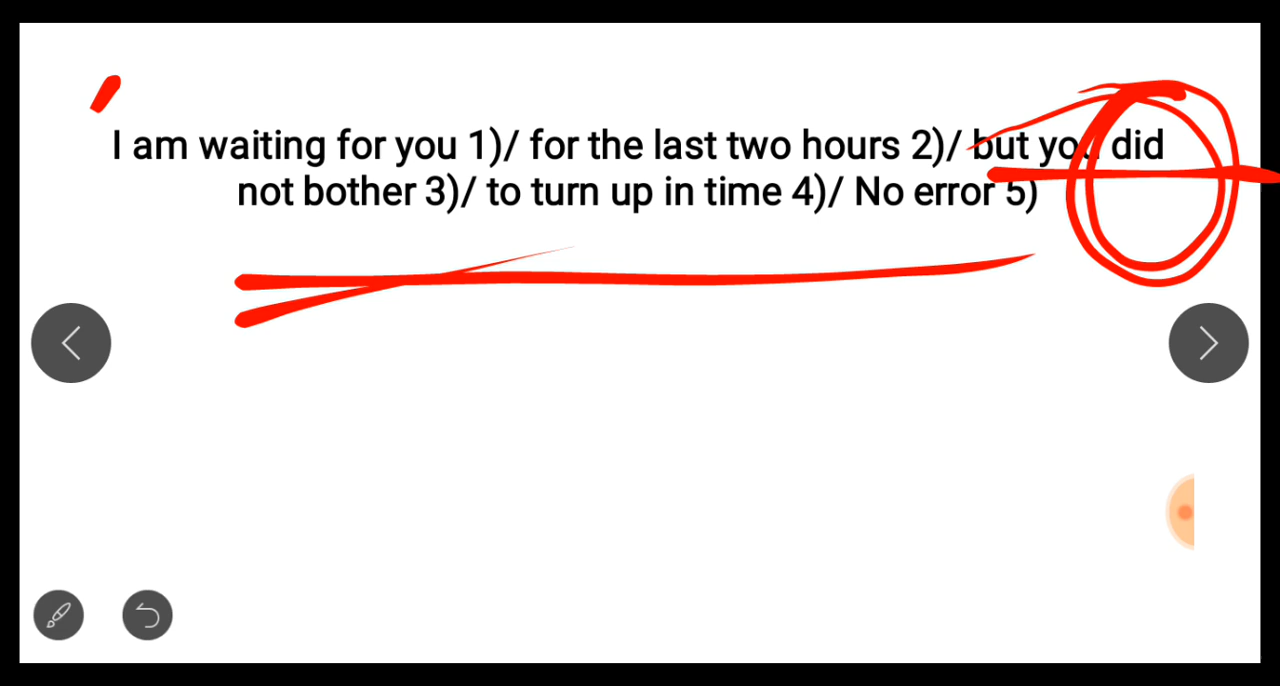 I am waiting for you 1)/ for the last two hours 2)/ but you did
not bother 3)/ to turn up in time 4)/ No error 5)